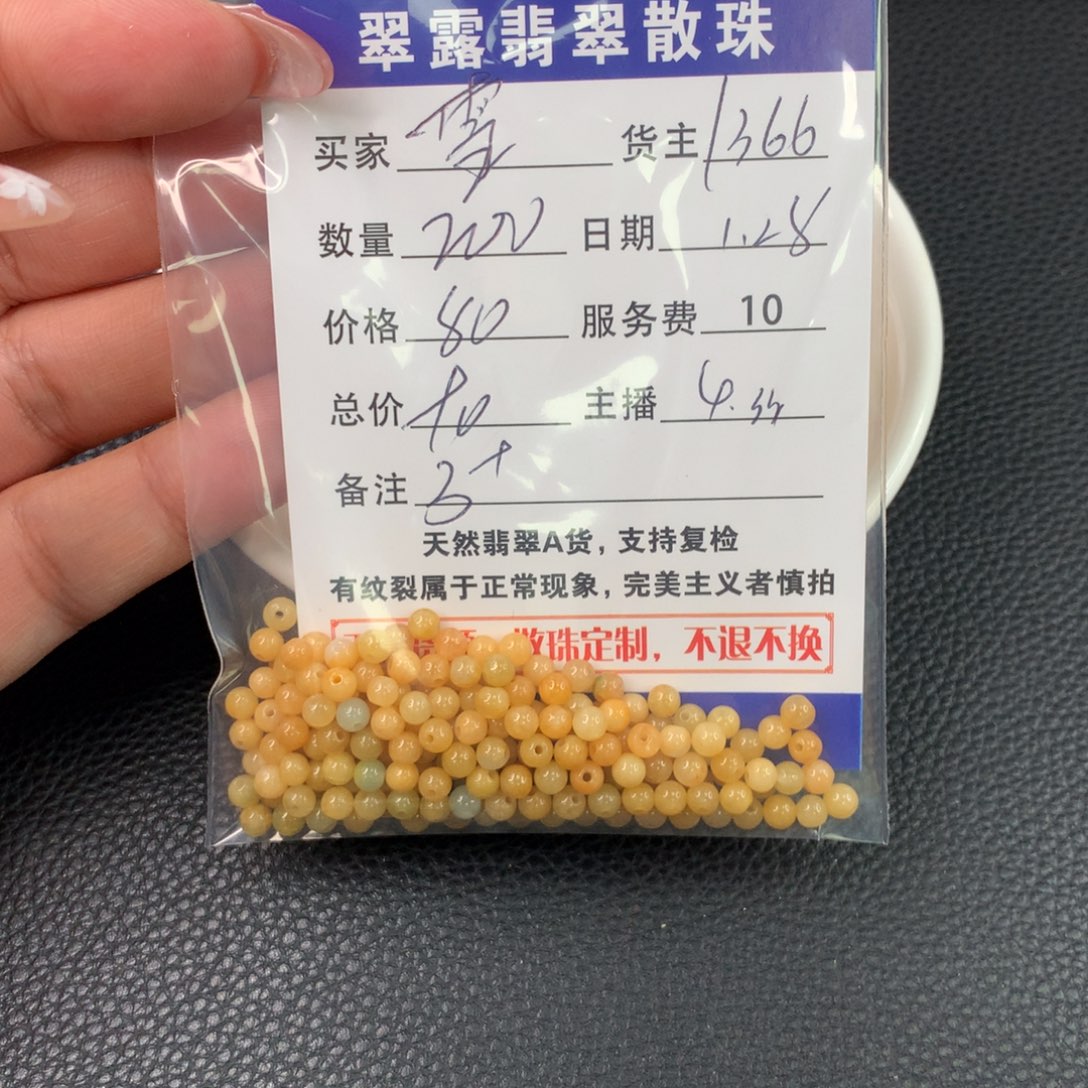 翠露翡翠散珠
买家 雪 货主 1366
数量 200 日期 1.28
价格 80 服务费 10
总价 90 主播
备注 3+
天然翡翠A货，支持复检
有纹裂属于正常现象，完美主义者慎拍
散珠定制，不退不换